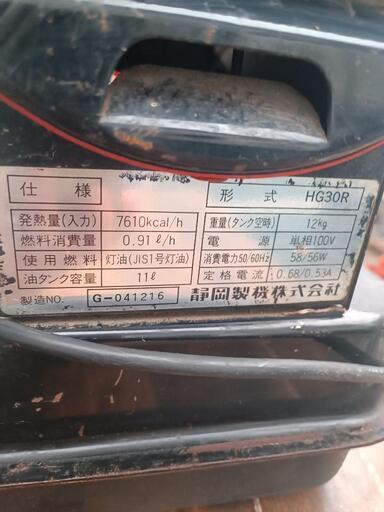 仕様
発熱量(入力) 7610kcal/h
燃料消費量 0.91ℓ/h
使用燃料 灯油(JIS1号灯油)
油タンク容量 11ℓ
製造NO. G-041216
形式 HG30R
重量(タンク空時) 12kg
電源 単相100V
消費電力50/60Hz 58/56W
定格電流 0.68/0.53A
静岡製機株式会社